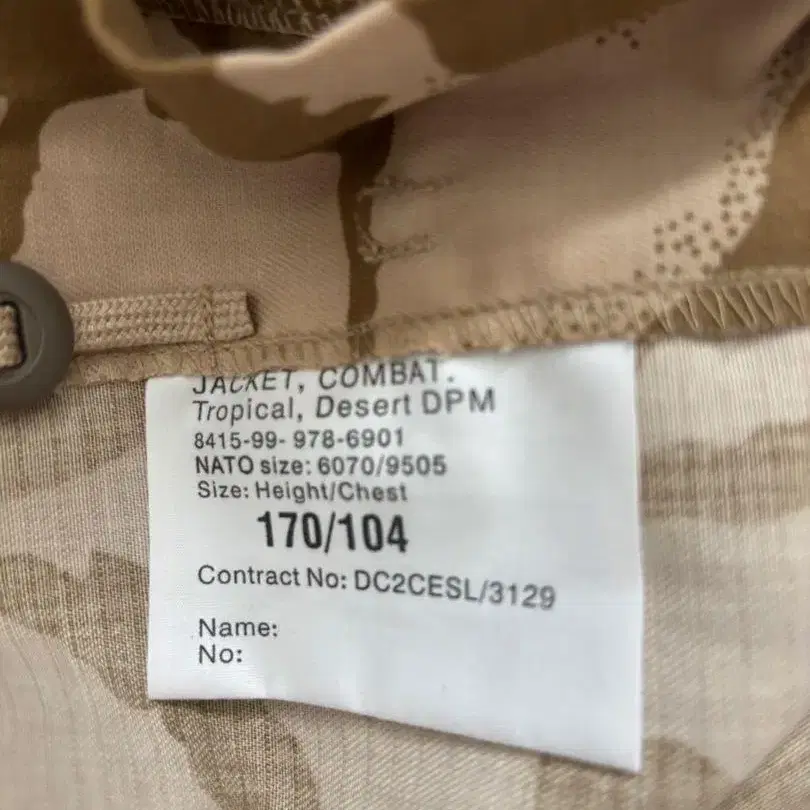 JACKET, COMBAT.
Tropical, Desert DPM
8415-99- 978-6901
NATO size: 6070/9505
Size: Height/Chest
170/104
Contract No: DC2CESL/3129
Name:
No: